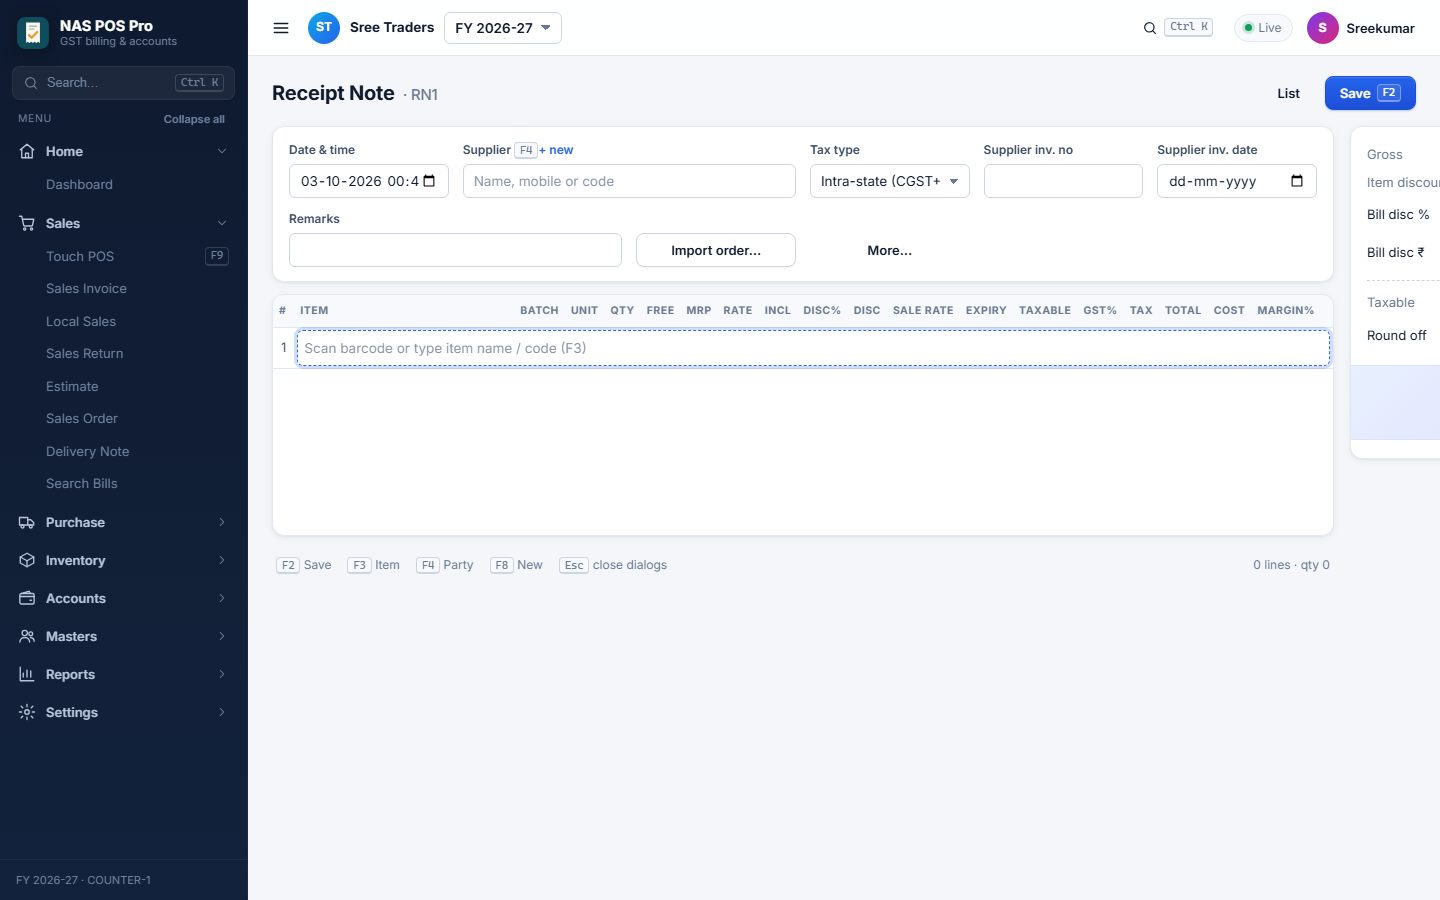 NAS POS Pro
GST billing & accounts
Search... Ctrl K
MENU Collapse all
Home
Dashboard
Sales
Touch POS F9
Sales Invoice
Local Sales
Sales Return
Estimate
Sales Order
Delivery Note
Search Bills
Purchase
Inventory
Accounts
Masters
Reports
Settings
FY 2026-27 · COUNTER-1
ST Sree Traders FY 2026-27 Ctrl K Live S Sreekumar
Receipt Note · RN1 List Save F2
Date & time Supplier F4 + new Tax type Supplier inv. no Supplier inv. date
03-10-2026 00:4 Name, mobile or code Intra-state (CGST+ dd-mm-yyyy
Remarks
Import order... More...
# ITEM BATCH UNIT QTY FREE MRP RATE INCL DISC% DISC SALE RATE EXPIRY TAXABLE GST% TAX TOTAL COST MARGIN%
1 Scan barcode or type item name / code (F3)
F2 Save F3 Item F4 Party F8 New Esc close dialogs 0 lines · qty 0
Gross
Item discou
Bill disc %
Bill disc ₹
Taxable
Round off